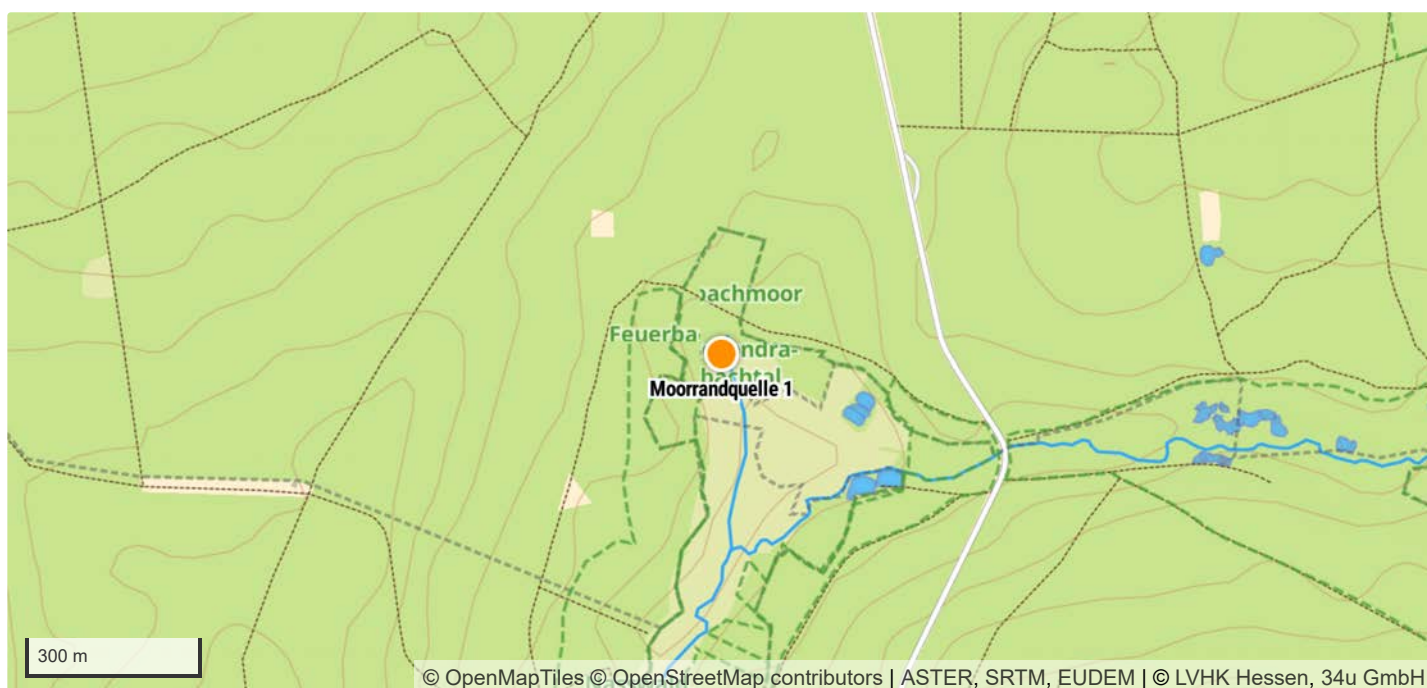 bachmoor
Feuerba
ndra-
bachtal
Moorrandquelle 1
300 m
© OpenMapTiles © OpenStreetMap contributors | ASTER, SRTM, EUDEM | © LVHK Hessen, 34u GmbH